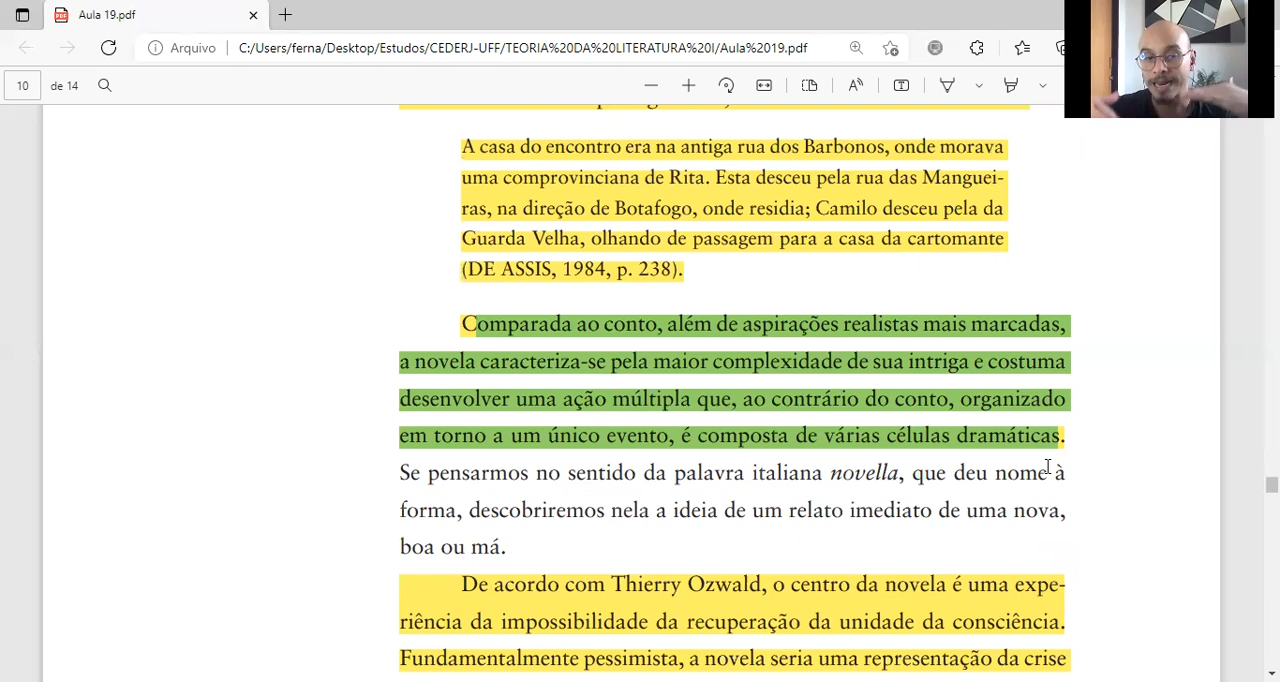 Aula 19.pdf
Arquivo C:/Users/ferna/Desktop/Estudos/CEDERJ-UFF/TEORIA%20DA%20LITERATURA%20I/Aula%2019.pdf
10 de 14
A casa do encontro era na antiga rua dos Barbonos, onde morava
uma comprovinciana de Rita. Esta desceu pela rua das Manguei-
ras, na direção de Botafogo, onde residia; Camilo desceu pela da
Guarda Velha, olhando de passagem para a casa da cartomante
(DE ASSIS, 1984, p. 238).
Comparada ao conto, além de aspirações realistas mais marcadas,
a novela caracteriza-se pela maior complexidade de sua intriga e costuma
desenvolver uma ação múltipla que, ao contrário do conto, organizado
em torno a um único evento, é composta de várias células dramáticas.
Se pensarmos no sentido da palavra italiana novella, que deu nome à
forma, descobriremos nela a ideia de um relato imediato de uma nova,
boa ou má.
De acordo com Thierry Ozwald, o centro da novela é uma expe-
riência da impossibilidade da recuperação da unidade da consciência.
Fundamentalmente pessimista, a novela seria uma representação da crise